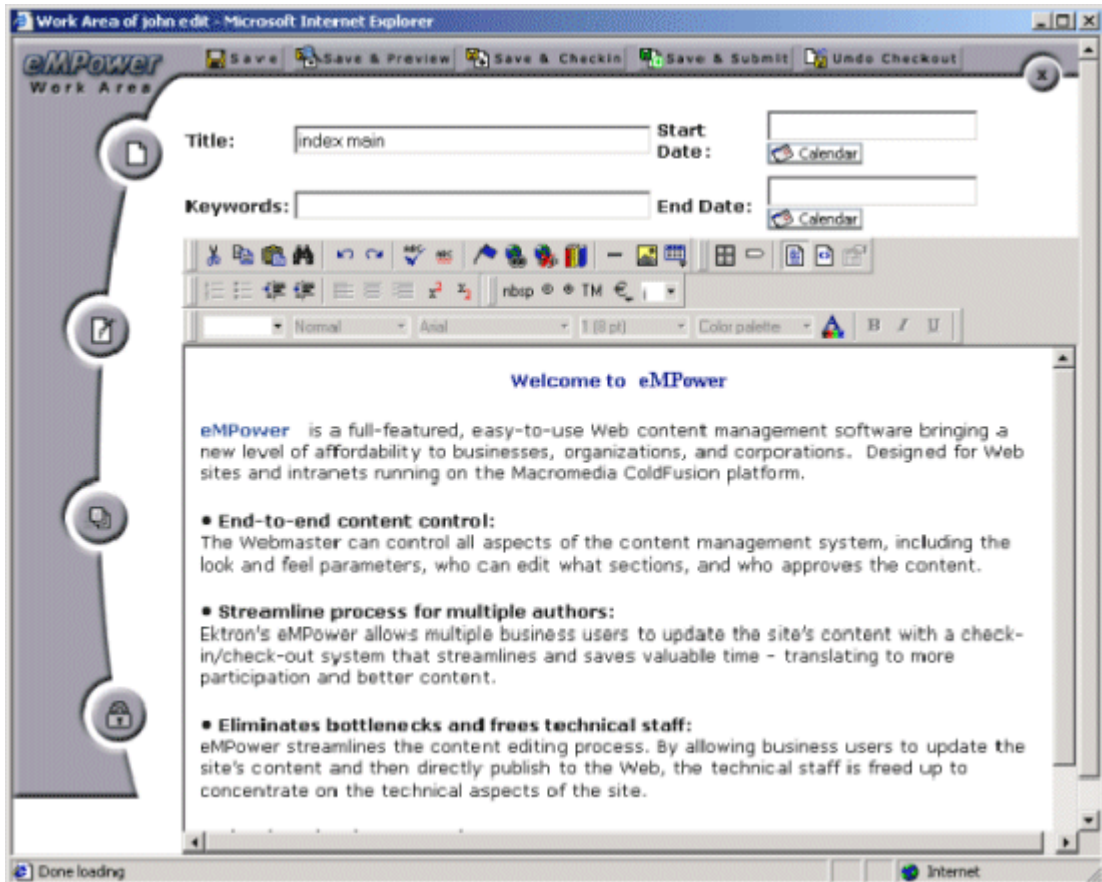 Work Area of john edit - Microsoft Internet Explorer
eMPower
Work Area
Save Save & Preview Save & Checkin Save & Submit Undo Checkout
x
Title: index main Start Date: Calendar
Keywords: End Date: Calendar
nbsp © ® TM €
Normal Arial 1 (8 pt) Color palette A B I U
Welcome to eMPower
eMPower is a full-featured, easy-to-use Web content management software bringing a
new level of affordability to businesses, organizations, and corporations. Designed for Web
sites and intranets running on the Macromedia ColdFusion platform.
• End-to-end content control:
The Webmaster can control all aspects of the content management system, including the
look and feel parameters, who can edit what sections, and who approves the content.
• Streamline process for multiple authors:
Ektron's eMPower allows multiple business users to update the site's content with a check-
in/check-out system that streamlines and saves valuable time – translating to more
participation and better content.
• Eliminates bottlenecks and frees technical staff:
eMPower streamlines the content editing process. By allowing business users to update the
site's content and then directly publish to the Web, the technical staff is freed up to
concentrate on the technical aspects of the site.
Done loading Internet